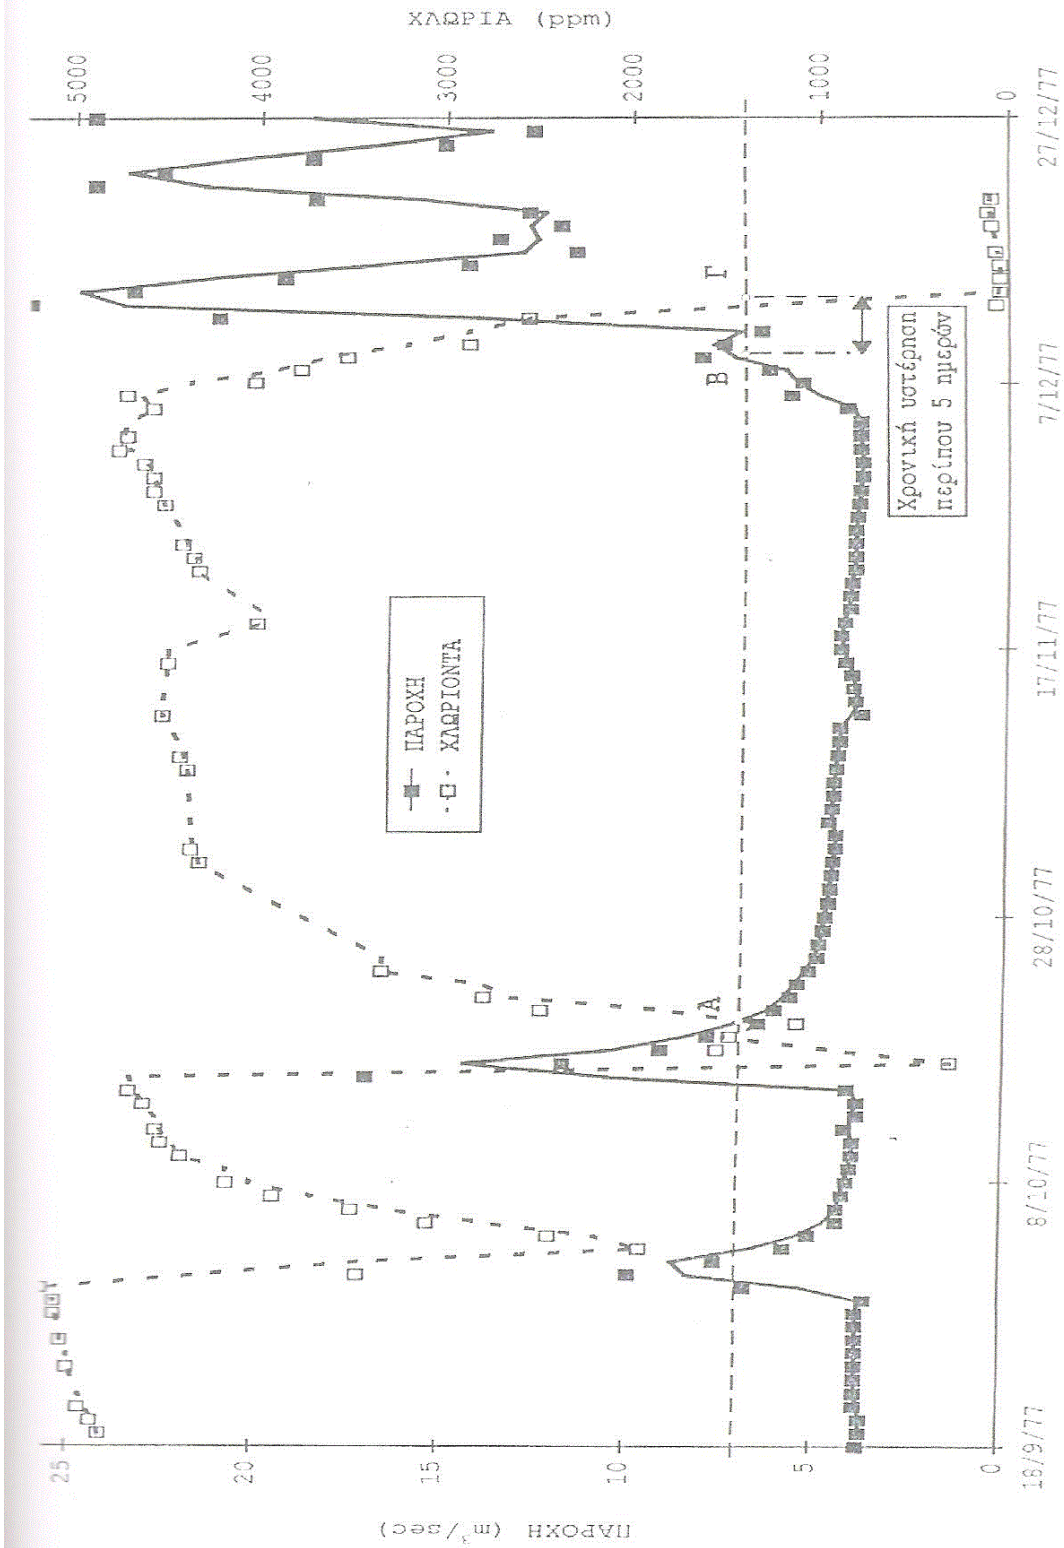 ΧΛΩΡΙΑ (ppm)
5000
4000
3000
2000
1000
0
ΠΑΡΟΧΗ (m³/sec)
25
20
15
10
5
0
18/9/77
8/10/77
28/10/77
17/11/77
7/12/77
27/12/77
ΠΑΡΟΧΗ
ΧΛΩΡΙΟΝΤΑ
Α
Β
Γ
Χρονική υστέρηση
περίπου 5 ημερών